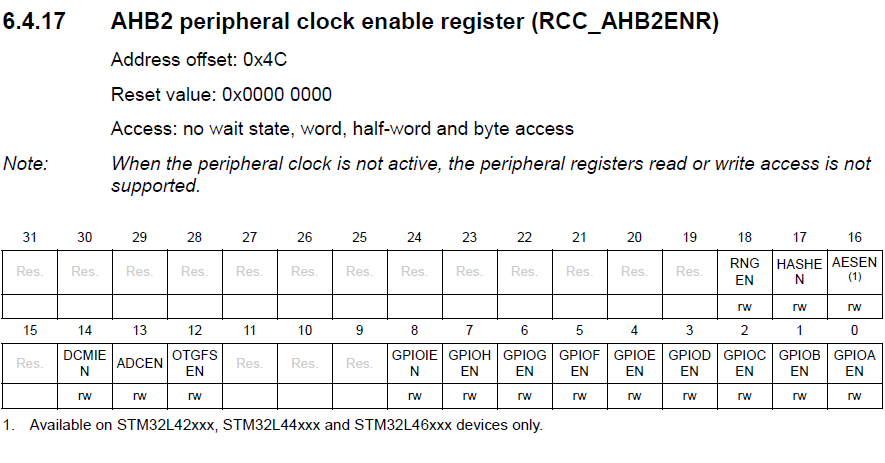 6.4.17 AHB2 peripheral clock enable register (RCC_AHB2ENR)
Address offset: 0x4C
Reset value: 0x0000 0000
Access: no wait state, word, half-word and byte access
Note: When the peripheral clock is not active, the peripheral registers read or write access is not
supported.
31 30 29 28 27 26 25 24 23 22 21 20 19 18 17 16
Res. Res. Res. Res. Res. Res. Res. Res. Res. Res. Res. Res. Res. RNG HASHE AESEN
EN N (1)
rw rw rw
15 14 13 12 11 10 9 8 7 6 5 4 3 2 1 0
Res. DCMIE ADCEN OTGFS Res. Res. Res. GPIOIE GPIOH GPIOG GPIOF GPIOE GPIOD GPIOC GPIOB GPIOA
N EN N EN EN EN EN EN EN EN EN
rw rw rw rw rw rw rw rw rw rw rw rw
1. Available on STM32L42xxx, STM32L44xxx and STM32L46xxx devices only.